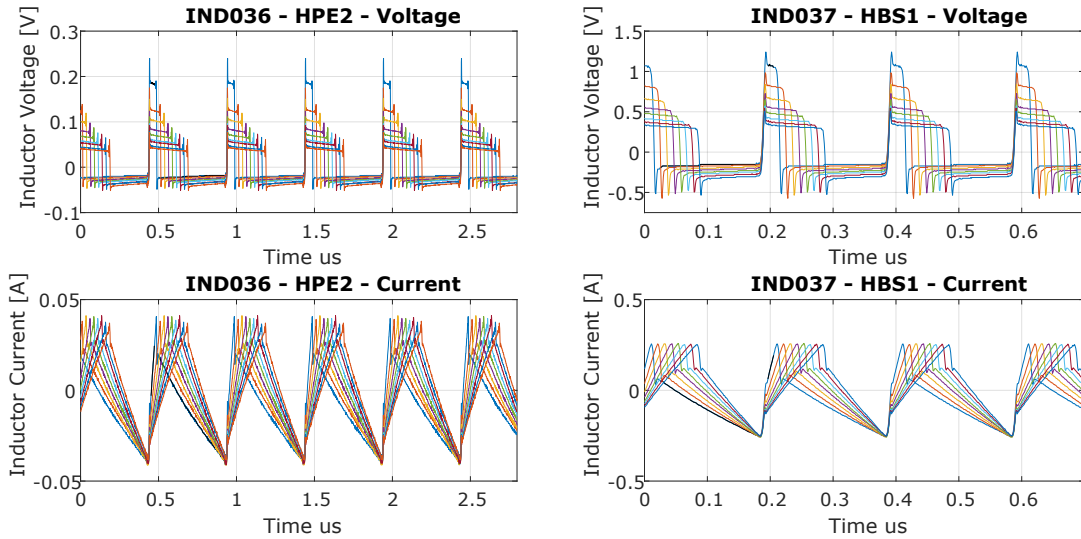 IND036 - HPE2 - Voltage
Inductor Voltage [V]
0.3
0.2
0.1
0
-0.1
0 0.5 1 1.5 2 2.5
Time us
IND037 - HBS1 - Voltage
Inductor Voltage [V]
1.5
1
0.5
0
-0.5
0 0.1 0.2 0.3 0.4 0.5 0.6
Time us
IND036 - HPE2 - Current
Inductor Current [A]
0.05
0
-0.05
0 0.5 1 1.5 2 2.5
Time us
IND037 - HBS1 - Current
Inductor Current [A]
0.5
0
-0.5
0 0.1 0.2 0.3 0.4 0.5 0.6
Time us